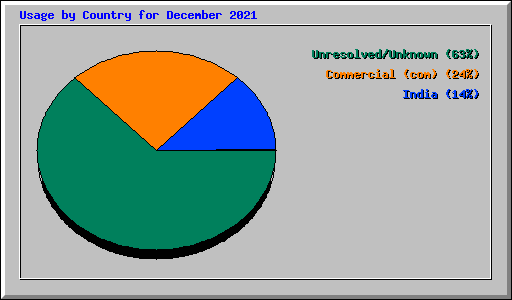 Usage by Country for December 2021
Unresolved/Unknown (63%)
Commercial (com) (24%)
India (14%)